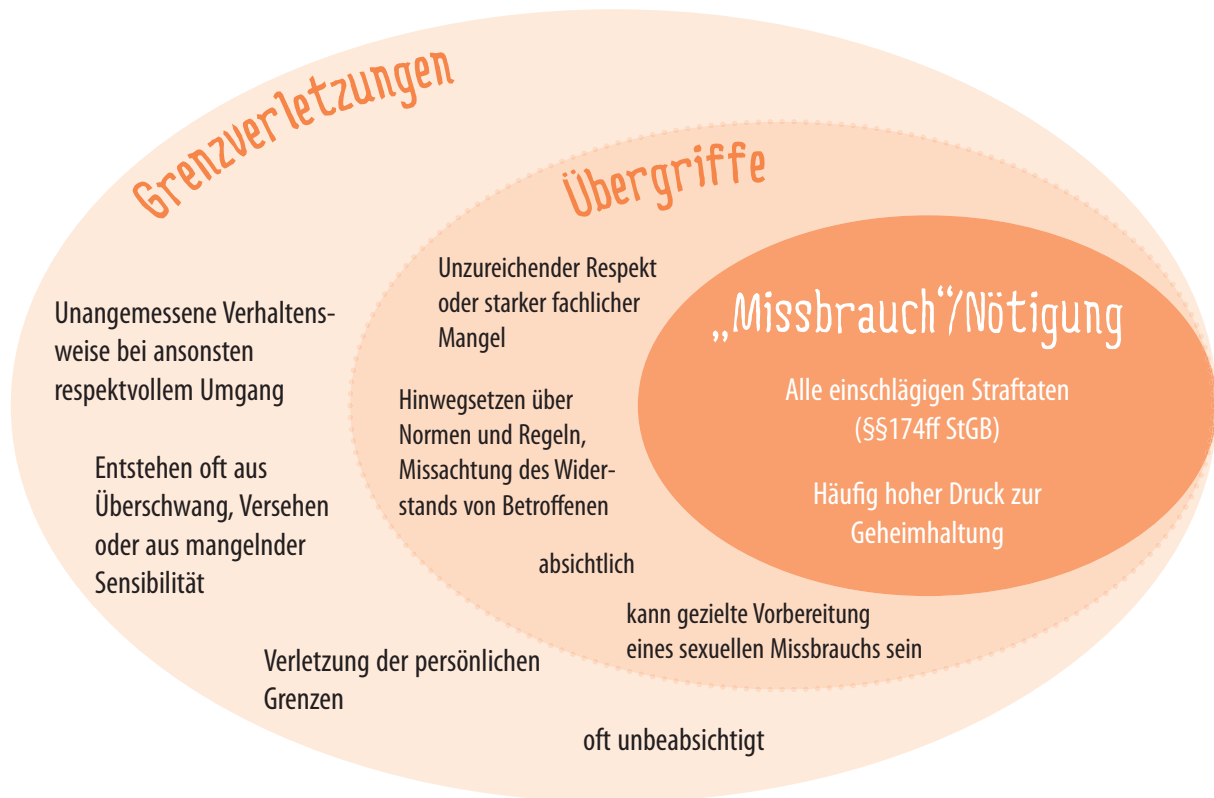 Grenzverletzungen
Unangemessene Verhaltens-
weise bei ansonsten
respektvollem Umgang
Entstehen oft aus
Überschwang, Versehen
oder aus mangelnder
Sensibilität
Verletzung der persönlichen
Grenzen
oft unbeabsichtigt
Übergriffe
Unzureichender Respekt
oder starker fachlicher
Mangel
Hinwegsetzen über
Normen und Regeln,
Missachtung des Wider-
stands von Betroffenen
absichtlich
kann gezielte Vorbereitung
eines sexuellen Missbrauchs sein
„Missbrauch“/Nötigung
Alle einschlägigen Straftaten
(§§174ff StGB)
Häufig hoher Druck zur
Geheimhaltung